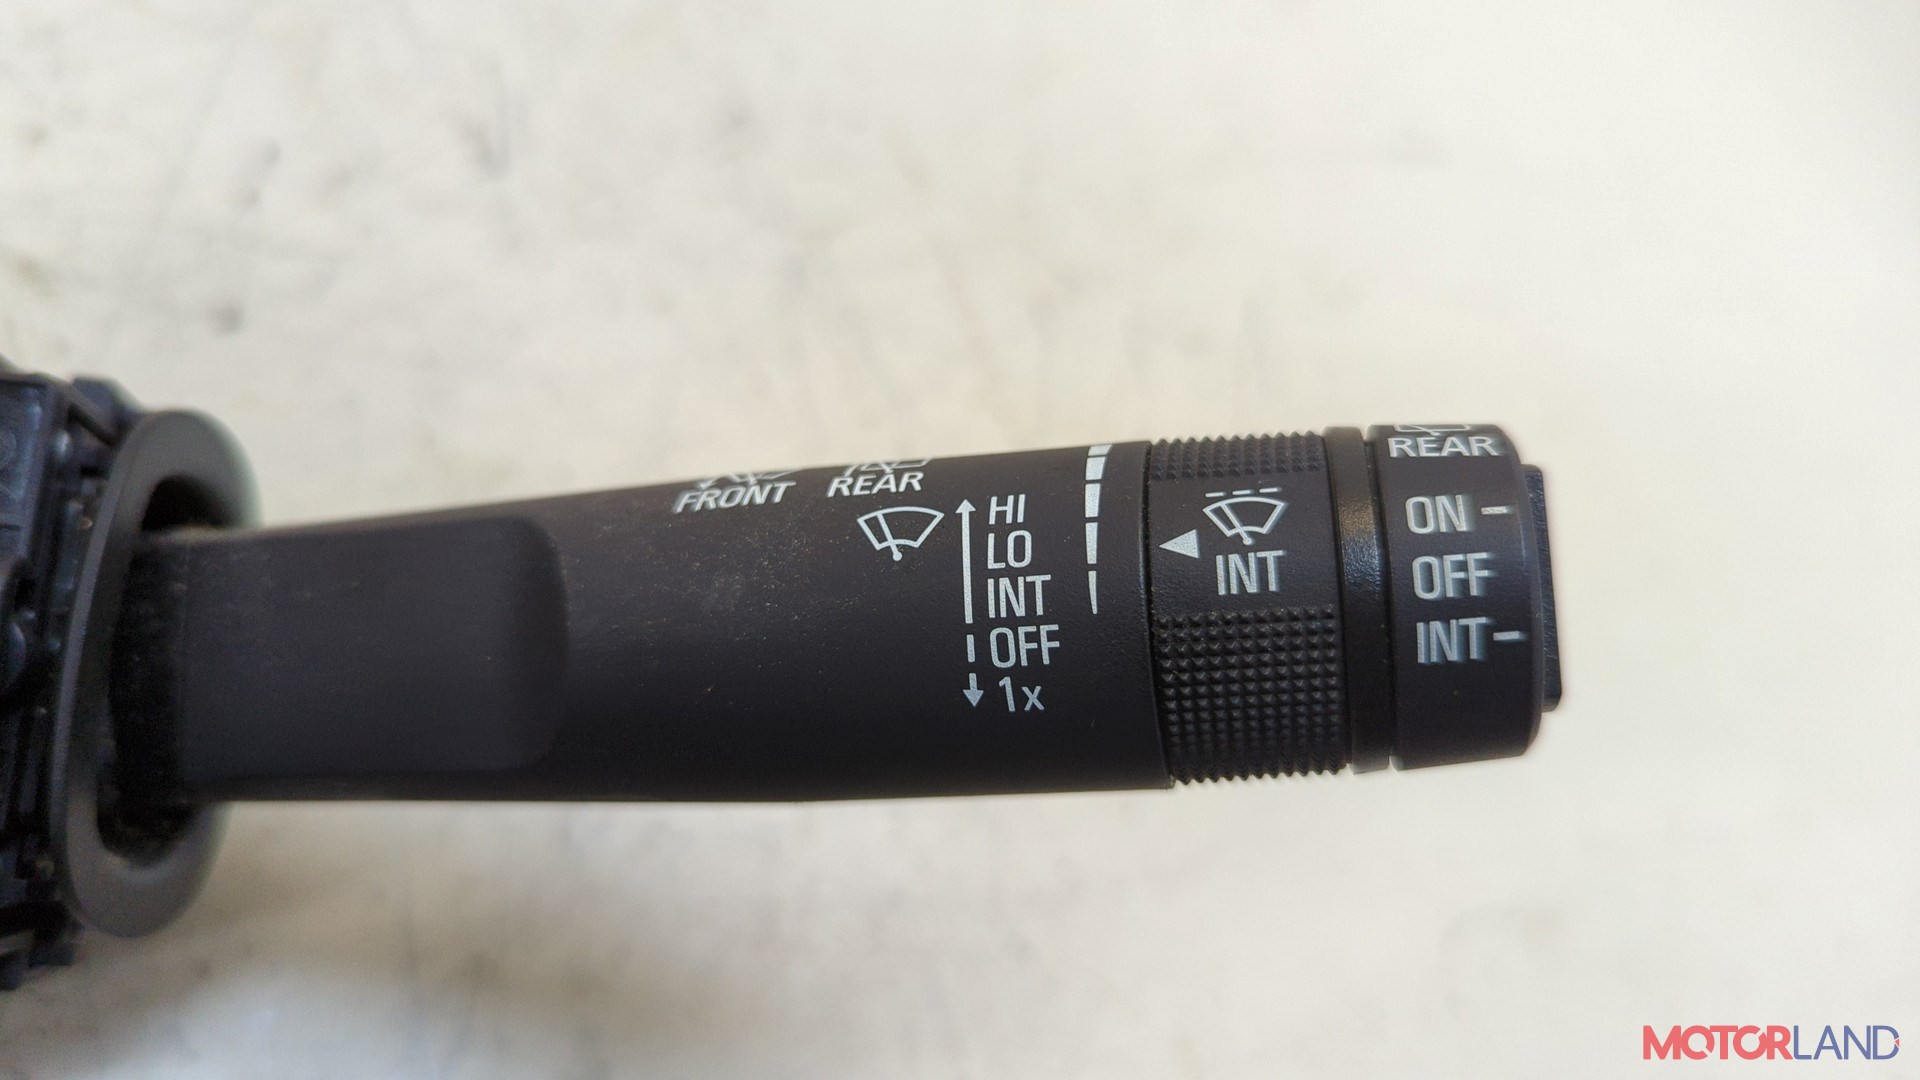 FRONT
REAR
HI
LO
INT
OFF
1x
INT
REAR
ON -
OFF
INT-
MOTORLAND